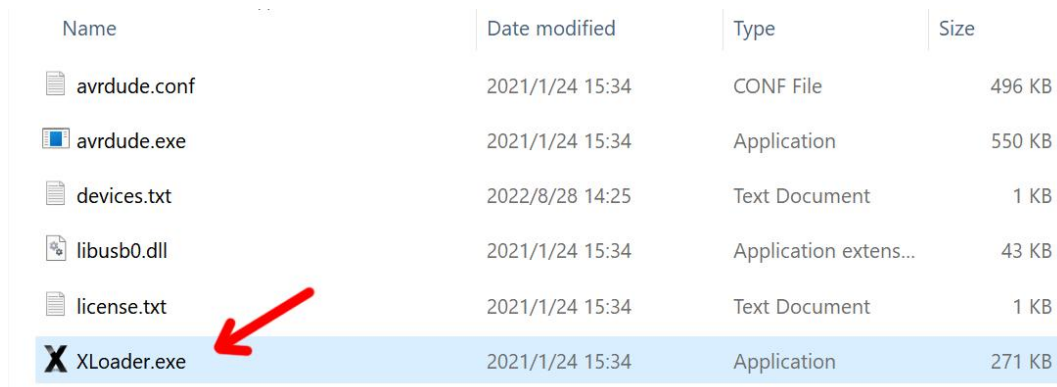 Name Date modified Type Size
avrdude.conf 2021/1/24 15:34 CONF File 496 KB
avrdude.exe 2021/1/24 15:34 Application 550 KB
devices.txt 2022/8/28 14:25 Text Document 1 KB
libusb0.dll 2021/1/24 15:34 Application extens... 43 KB
license.txt 2021/1/24 15:34 Text Document 1 KB
XLoader.exe 2021/1/24 15:34 Application 271 KB